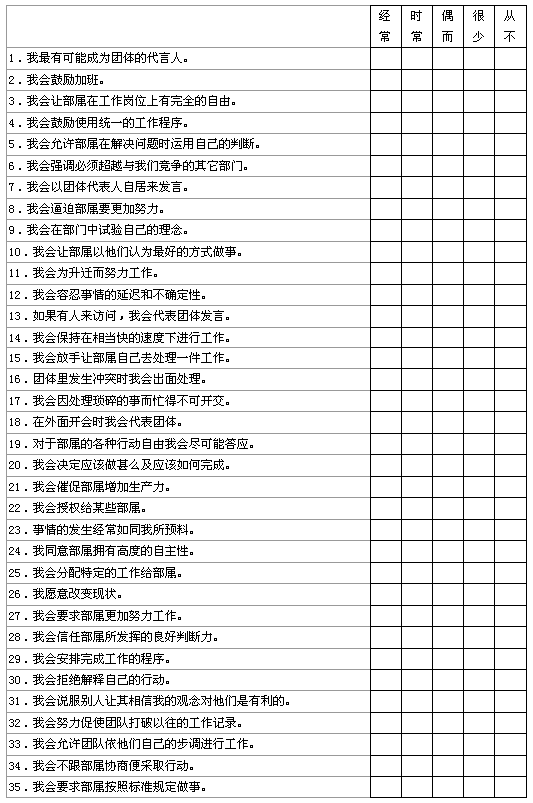 经常 时常 偶而 很少 从不
1．我最有可能成为团体的代言人。
2．我会鼓励加班。
3．我会让部属在工作岗位上有完全的自由。
4．我会鼓励使用统一的工作程序。
5．我会允许部属在解决问题时运用自己的判断。
6．我会强调必须超越与我们竞争的其它部门。
7．我会以团体代表人自居来发言。
8．我会逼迫部属要更加努力。
9．我会在部门中试验自己的理念。
10．我会让部属以他们认为最好的方式做事。
11．我会为升迁而努力工作。
12．我会容忍事情的延迟和不确定性。
13．如果有人来访问，我会代表团体发言。
14．我会保持在相当快的速度下进行工作。
15．我会放手让部属自己去处理一件工作。
16．团体里发生冲突时我会出面处理。
17．我会因处理琐碎的事而忙得不可开交。
18．在外面开会时我会代表团体。
19．对于部属的各种行动自由我会尽可能答应。
20．我会决定应该做甚么及应该如何完成。
21．我会催促部属增加生产力。
22．我会授权给某些部属。
23．事情的发生经常如同我所预料。
24．我同意部属拥有高度的自主性。
25．我会分配特定的工作给部属。
26．我愿意改变现状。
27．我会要求部属更加努力工作。
28．我会信任部属所发挥的良好判断力。
29．我会安排完成工作的程序。
30．我会拒绝解释自己的行动。
31．我会说服别人让其相信我的观念对他们是有利的。
32．我会努力促使团队打破以往的工作记录。
33．我会允许团队依他们自己的步调进行工作。
34．我会不跟部属协商便采取行动。
35．我会要求部属按照标准规定做事。